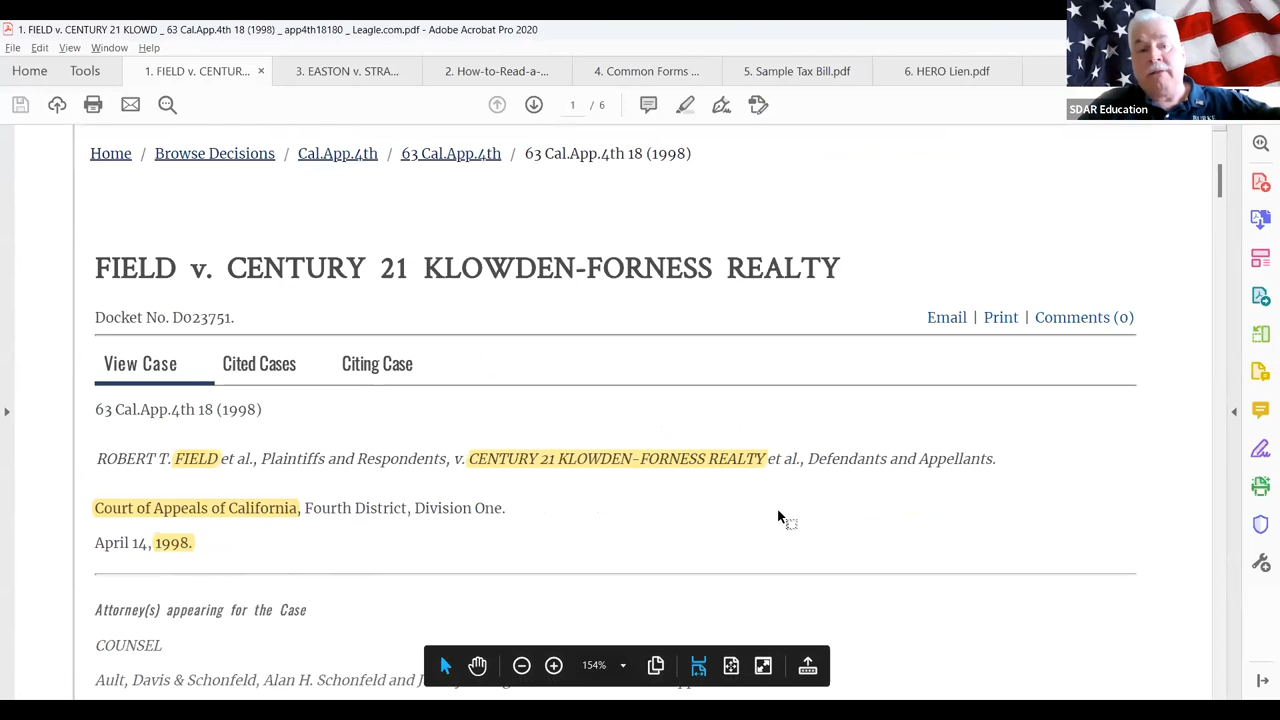 1. FIELD v. CENTURY 21 KLOWD _ 63 Cal.App.4th 18 (1998) _ app4th18180 _ Leagle.com.pdf - Adobe Acrobat Pro 2020
File Edit View Window Help
Home Tools 1. FIELD v. CENTUR... × 3. EASTON v. STRA... 2. How-to-Read-a-... 4. Common Forms ... 5. Sample Tax Bill.pdf 6. HERO Lien.pdf
1 / 6
SDAR Education
BURKE
Home / Browse Decisions / Cal.App.4th / 63 Cal.App.4th / 63 Cal.App.4th 18 (1998)
FIELD v. CENTURY 21 KLOWDEN-FORNESS REALTY
Docket No. D023751.
Email | Print | Comments (0)
View Case Cited Cases Citing Case
63 Cal.App.4th 18 (1998)
ROBERT T. FIELD et al., Plaintiffs and Respondents, v. CENTURY 21 KLOWDEN-FORNESS REALTY et al., Defendants and Appellants.
Court of Appeals of California, Fourth District, Division One.
April 14, 1998.
Attorney(s) appearing for the Case
COUNSEL
Ault, Davis & Schonfeld, Alan H. Schonfeld and
154%